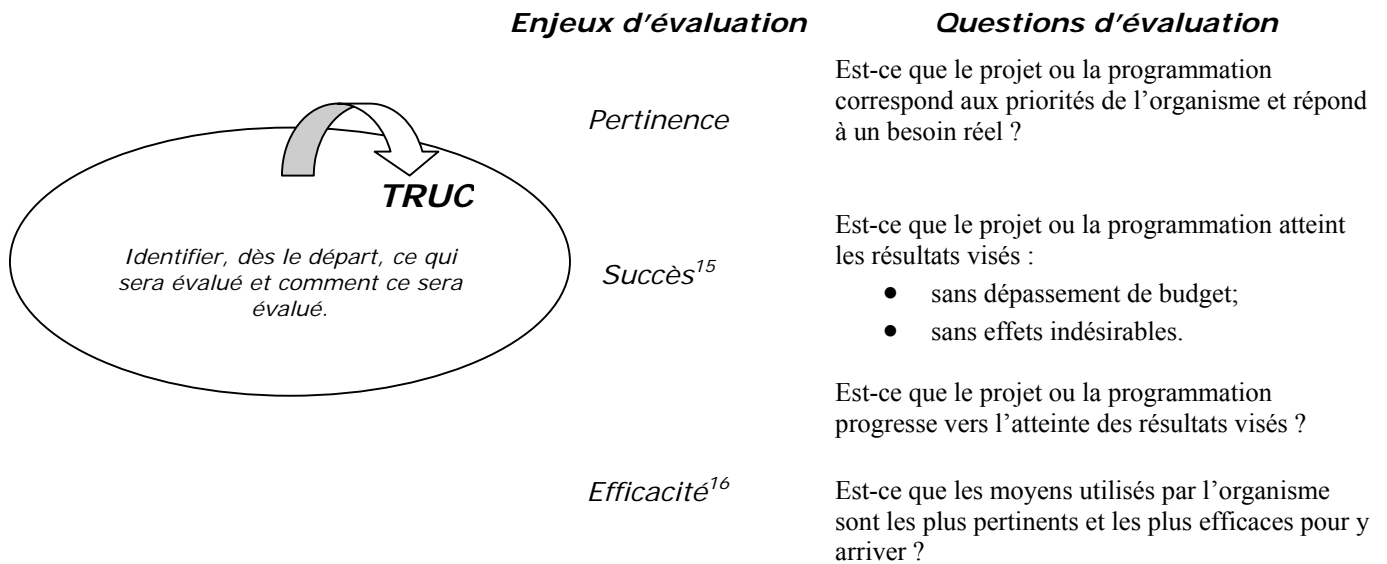 Enjeux d'évaluation
Questions d'évaluation
TRUC
Identifier, dès le départ, ce qui
sera évalué et comment ce sera
évalué.
Pertinence
Est-ce que le projet ou la programmation
correspond aux priorités de l'organisme et répond
à un besoin réel ?
Succès15
Est-ce que le projet ou la programmation atteint
les résultats visés :
• sans dépassement de budget;
• sans effets indésirables.
Est-ce que le projet ou la programmation
progresse vers l'atteinte des résultats visés ?
Efficacité16
Est-ce que les moyens utilisés par l'organisme
sont les plus pertinents et les plus efficaces pour y
arriver ?